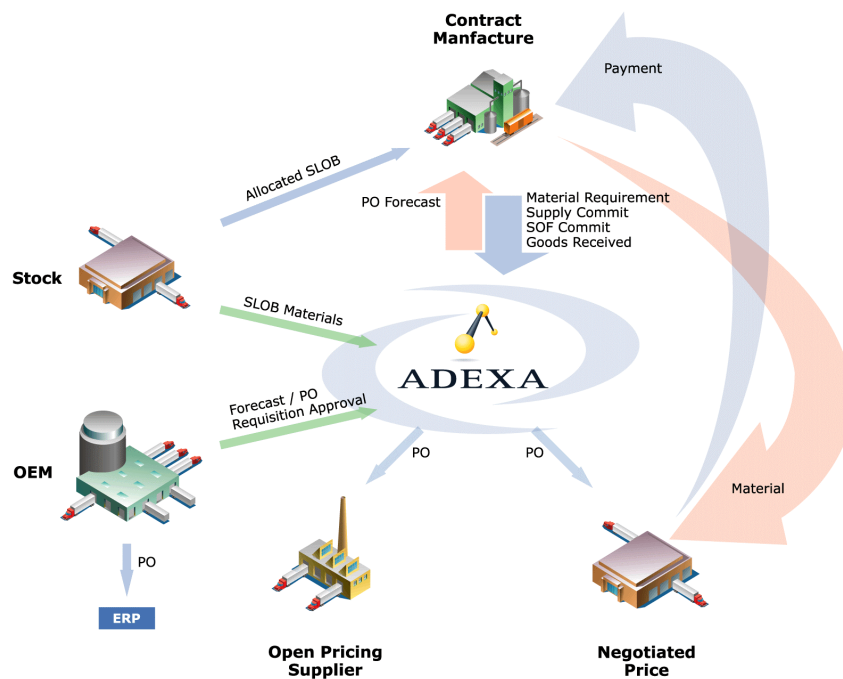 Contract
Manfacture
Payment
Allocated SLOB
PO Forecast
Material Requirement
Supply Commit
SOF Commit
Goods Received
Stock
SLOB Materials
ADEXA
Forecast / PO
Requisition Approval
OEM
PO
PO
Material
PO
ERP
Open Pricing
Supplier
Negotiated
Price